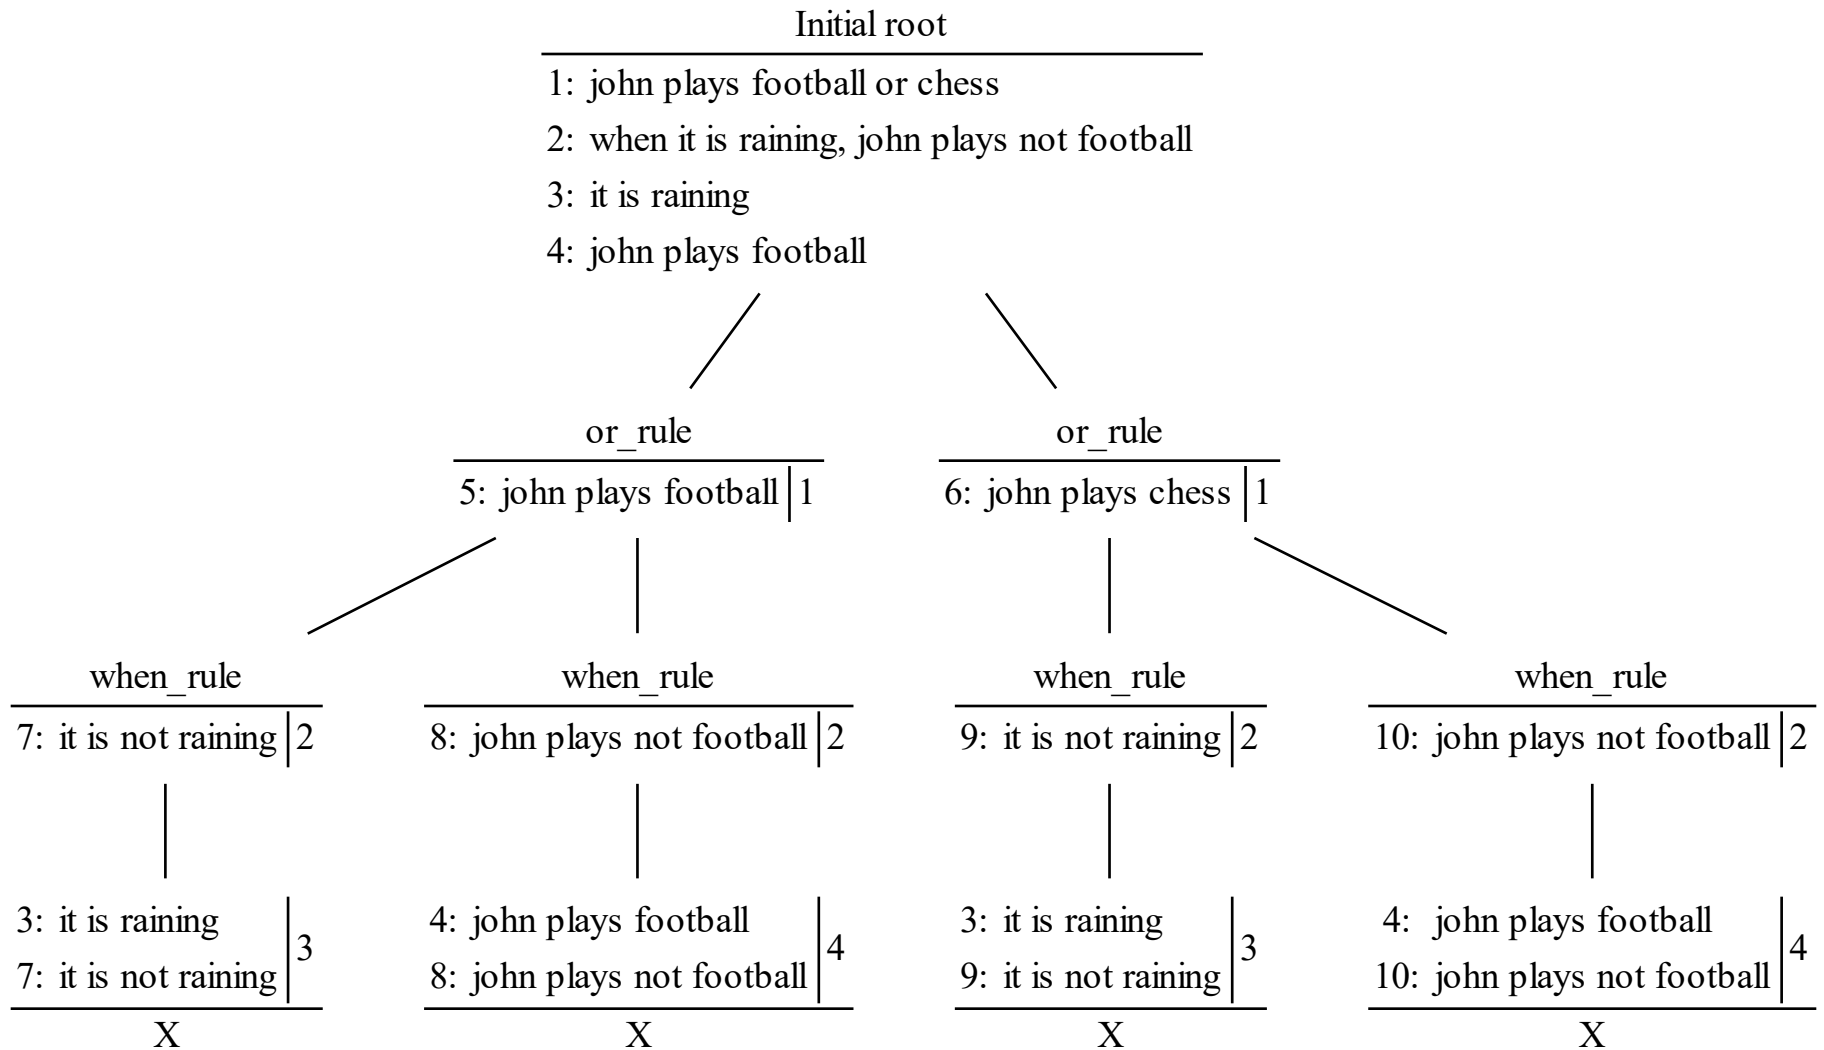 Initial root
1: john plays football or chess
2: when it is raining, john plays not football
3: it is raining
4: john plays football
or_rule
5: john plays football 1
or_rule
6: john plays chess 1
when_rule
7: it is not raining 2
when_rule
8: john plays not football 2
when_rule
9: it is not raining 2
when_rule
10: john plays not football 2
3: it is raining
7: it is not raining
3
X
4: john plays football
8: john plays not football
4
X
3: it is raining
9: it is not raining
3
X
4: john plays football
10: john plays not football
4
X